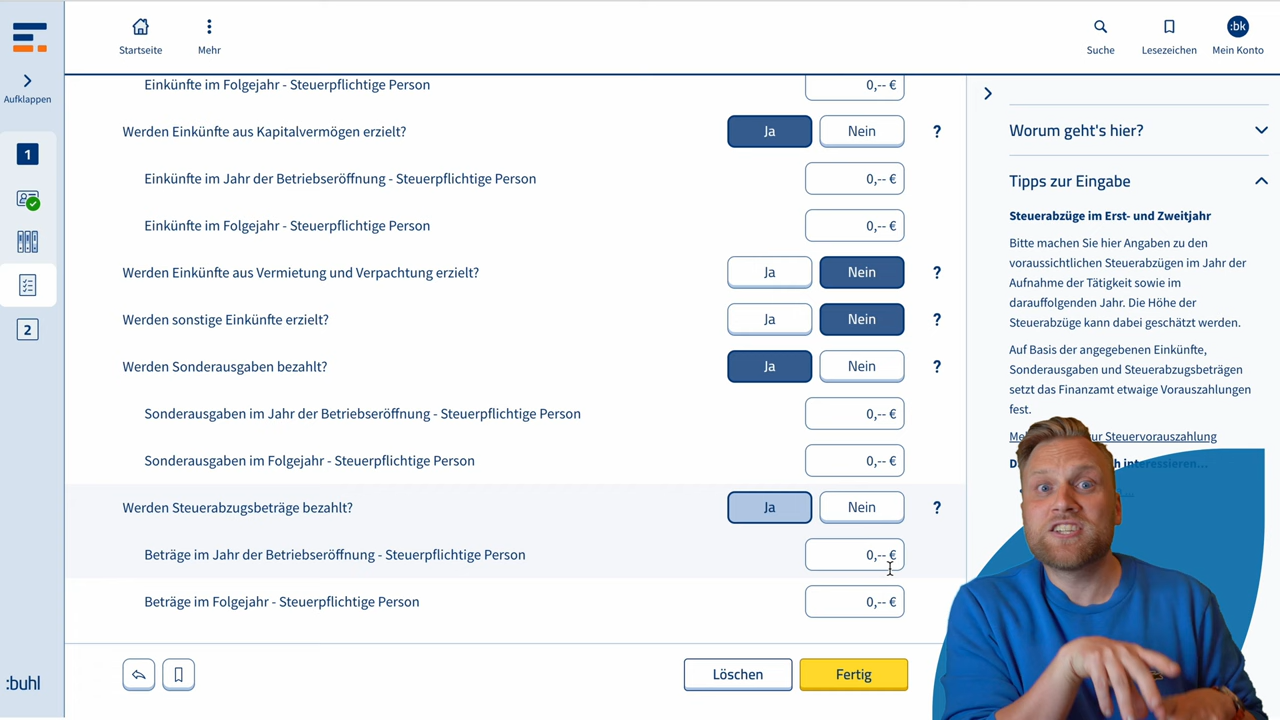 Startseite
Mehr
Suche
Lesezeichen
:bk
Mein Konto
Aufklappen
1
2
:buhl
Einkünfte im Folgejahr - Steuerpflichtige Person
0,-- €
Werden Einkünfte aus Kapitalvermögen erzielt?
Ja
Nein
?
Einkünfte im Jahr der Betriebseröffnung - Steuerpflichtige Person
0,-- €
Einkünfte im Folgejahr - Steuerpflichtige Person
0,-- €
Werden Einkünfte aus Vermietung und Verpachtung erzielt?
Ja
Nein
?
Werden sonstige Einkünfte erzielt?
Ja
Nein
?
Werden Sonderausgaben bezahlt?
Ja
Nein
?
Sonderausgaben im Jahr der Betriebseröffnung - Steuerpflichtige Person
0,-- €
Sonderausgaben im Folgejahr - Steuerpflichtige Person
0,-- €
Werden Steuerabzugsbeträge bezahlt?
Ja
Nein
?
Beträge im Jahr der Betriebseröffnung - Steuerpflichtige Person
0,-- €
Beträge im Folgejahr - Steuerpflichtige Person
0,-- €
Löschen
Fertig
Worum geht's hier?
Tipps zur Eingabe
Steuerabzüge im Erst- und Zweitjahr
Bitte machen Sie hier Angaben zu den
voraussichtlichen Steuerabzügen im Jahr der
Aufnahme der Tätigkeit sowie im
darauffolgenden Jahr. Die Höhe der
Steuerabzüge kann dabei geschätzt werden.
Auf Basis der angegebenen Einkünfte,
Sonderausgaben und Steuerabzugsbeträgen
setzt das Finanzamt etwaige Vorauszahlungen
fest.
Steuervorauszahlung
interessieren...